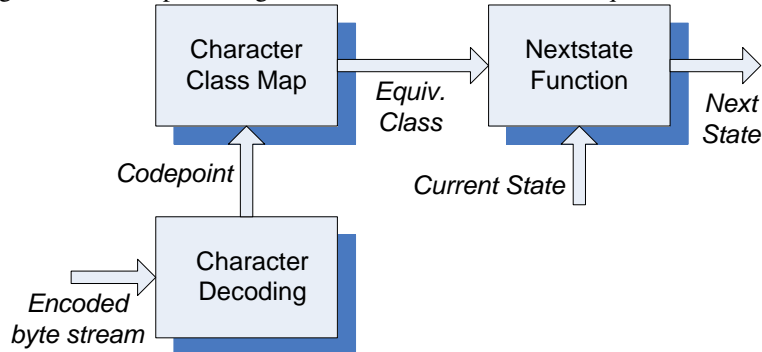 Character
Class Map
Nextstate
Function
Equiv.
Class
Next
State
Codepoint
Current State
Character
Decoding
Encoded
byte stream